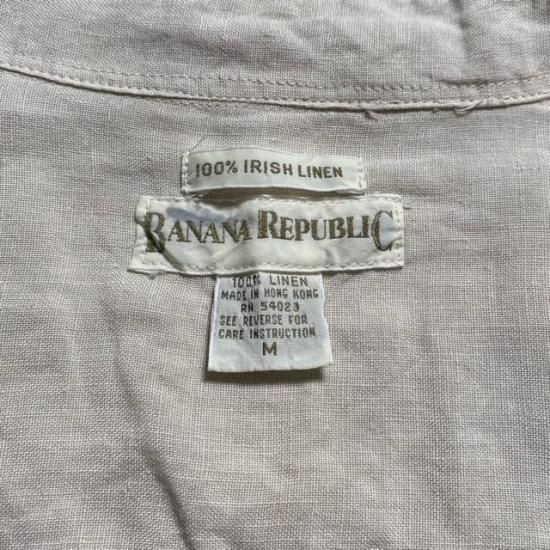 100% IRISH LINEN
BANANA REPUBLIC
100% LINEN
MADE IN HONG KONG
RN 54023
SEE REVERSE FOR
CARE INSTRUCTION
M